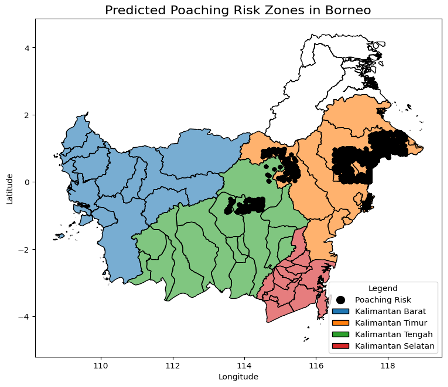 Predicted Poaching Risk Zones in Borneo
4
2
0
−2
−4
Latitude
110
112
114
116
118
Longitude
Legend
Poaching Risk
Kalimantan Barat
Kalimantan Timur
Kalimantan Tengah
Kalimantan Selatan